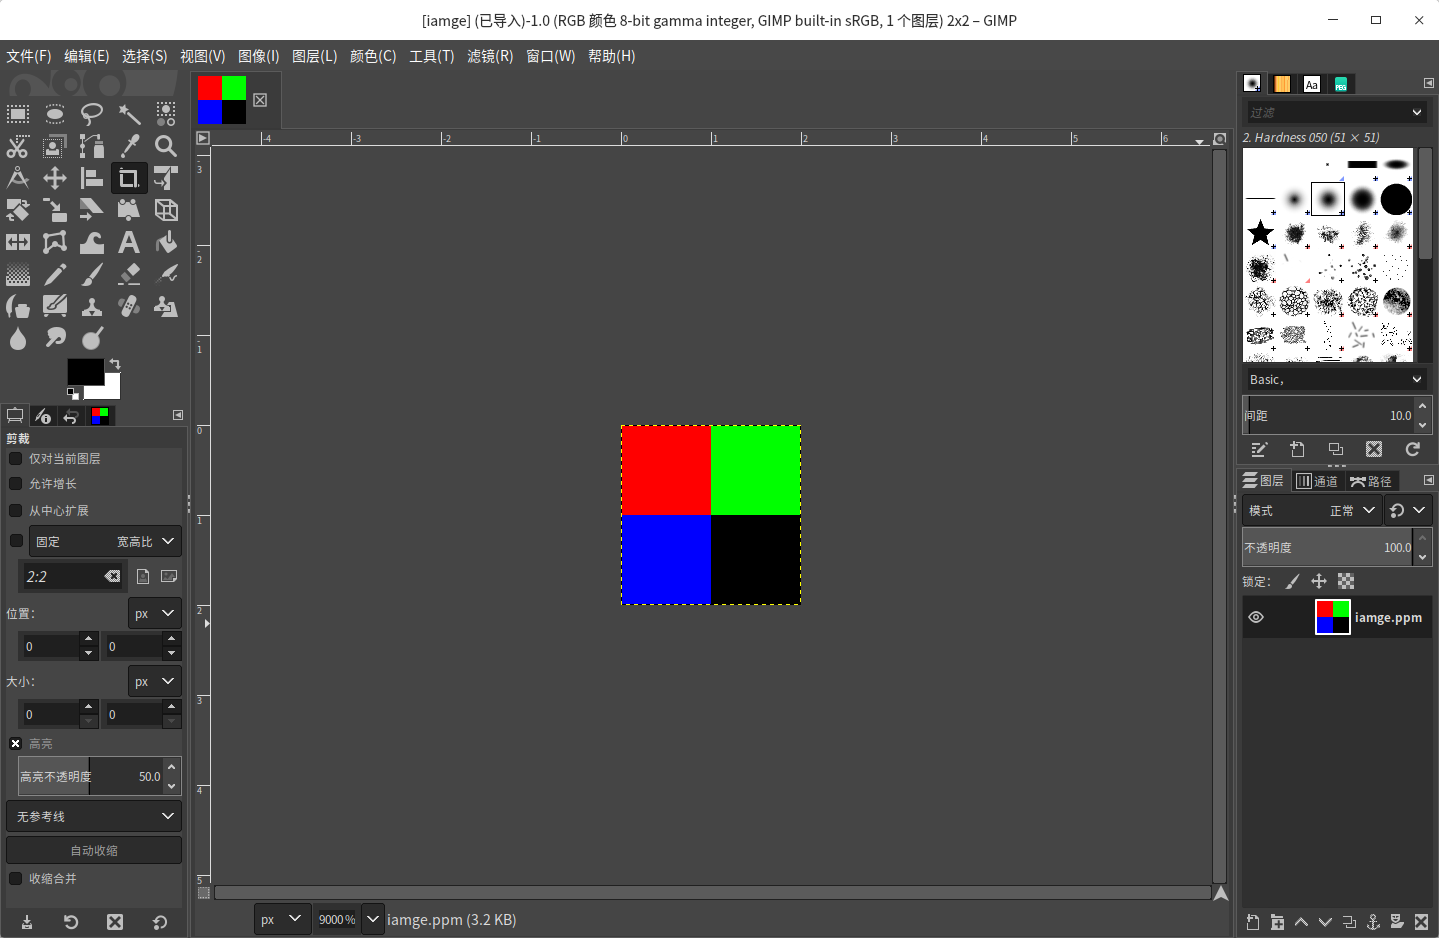 [iamge] (已导入)-1.0 (RGB 颜色 8-bit gamma integer, GIMP built-in sRGB, 1 个图层) 2x2 – GIMP
文件(F) 编辑(E) 选择(S) 视图(V) 图像(I) 图层(L) 颜色(C) 工具(T) 滤镜(R) 窗口(W) 帮助(H)
剪裁
仅对当前图层
允许增长
从中心扩展
固定 宽高比
2:2
位置: px
0 0
大小: px
0 0
高亮
高亮不透明度 50.0
无参考线
自动收缩
收缩合并
-4 -3 -2 -1 0 1 2 3 4 5 6
-3
-2
-1
0
1
2
3
4
5
px 9000 % iamge.ppm (3.2 KB)
Aa
PEG
过滤
2. Hardness 050 (51 × 51)
Basic,
间距 10.0
图层 通道 路径
模式 正常
不透明度 100.0
锁定:
iamge.ppm